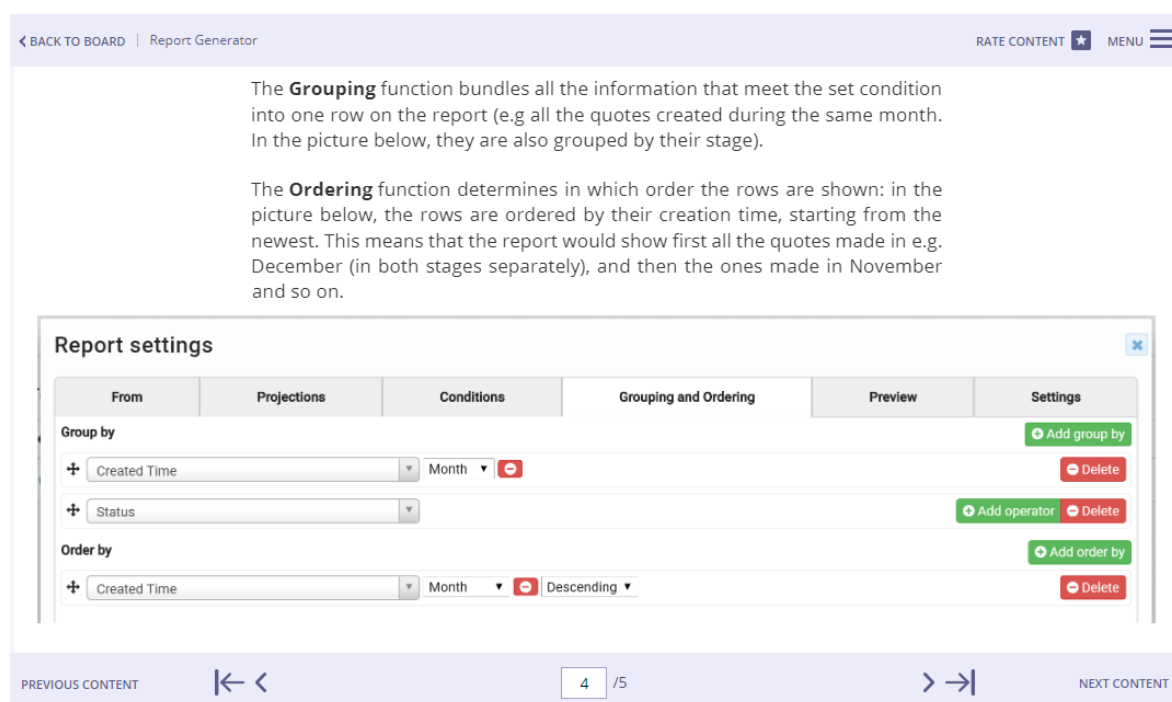 BACK TO BOARD | Report Generator RATE CONTENT MENU
The Grouping function bundles all the information that meet the set condition
into one row on the report (e.g all the quotes created during the same month.
In the picture below, they are also grouped by their stage).
The Ordering function determines in which order the rows are shown: in the
picture below, the rows are ordered by their creation time, starting from the
newest. This means that the report would show first all the quotes made in e.g.
December (in both stages separately), and then the ones made in November
and so on.
Report settings
From Projections Conditions Grouping and Ordering Preview Settings
Group by Add group by
Created Time Month Delete
Status Add operator Delete
Order by Add order by
Created Time Month Descending Delete
PREVIOUS CONTENT 4 /5 NEXT CONTENT